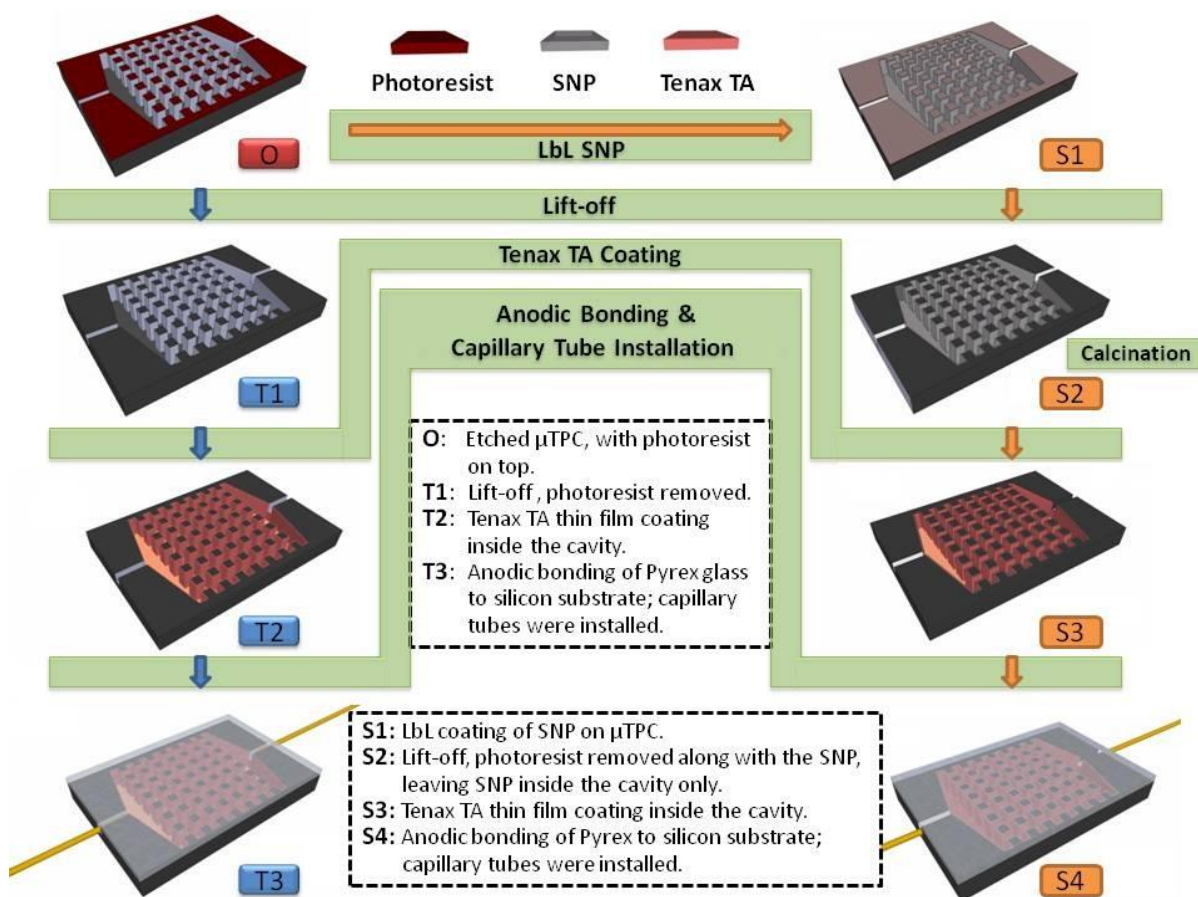 Photoresist
SNP
Tenax TA
O
LbL SNP
S1
Lift-off
Tenax TA Coating
Anodic Bonding &
Capillary Tube Installation
Calcination
T1
S2
O: Etched µTPC, with photoresist
on top.
T1: Lift-off, photoresist removed.
T2: Tenax TA thin film coating
inside the cavity.
T3: Anodic bonding of Pyrex glass
to silicon substrate; capillary
tubes were installed.
T2
S3
S1: LbL coating of SNP on µTPC.
S2: Lift-off, photoresist removed along with the SNP,
leaving SNP inside the cavity only.
S3: Tenax TA thin film coating inside the cavity.
S4: Anodic bonding of Pyrex to silicon substrate;
capillary tubes were installed.
T3
S4